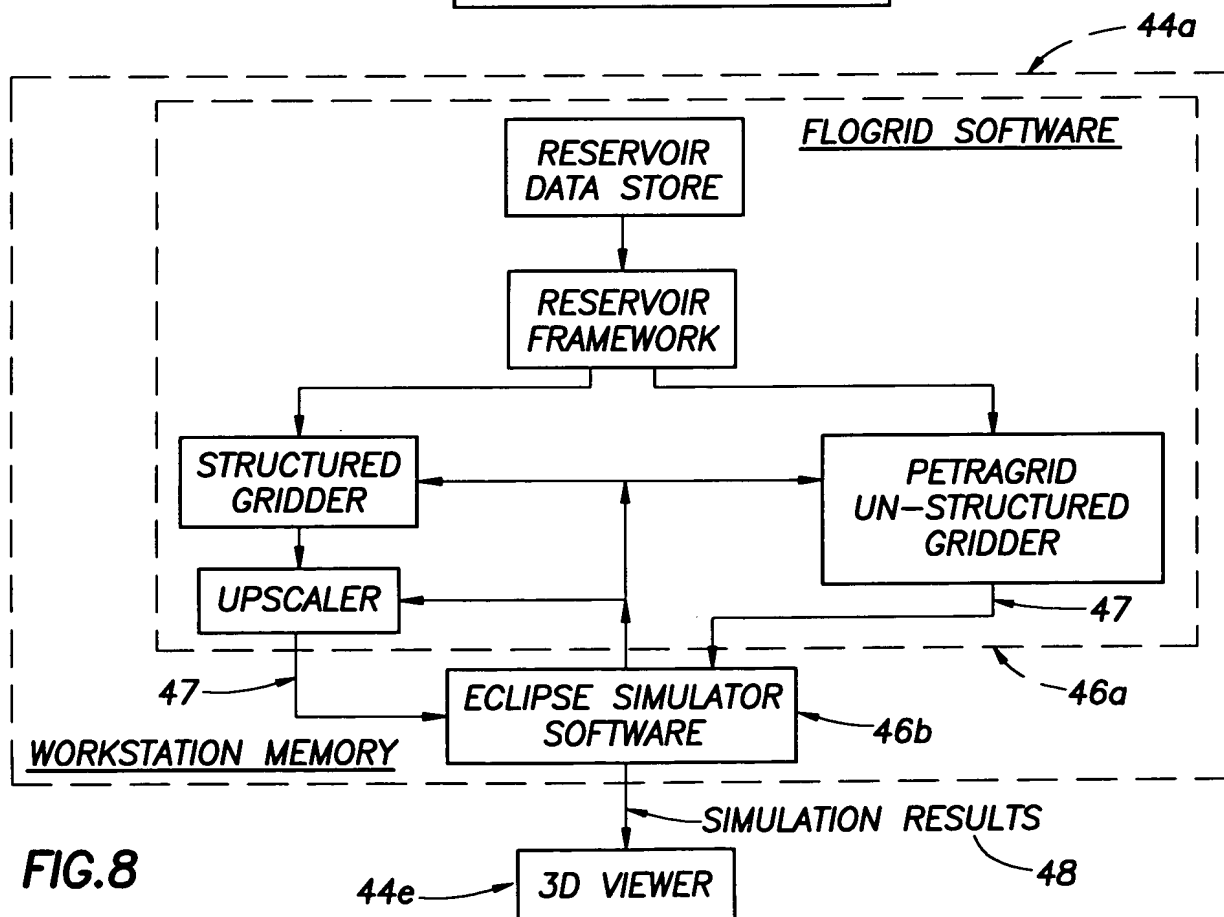 44a
FLOGRID SOFTWARE
RESERVOIR
DATA STORE
RESERVOIR
FRAMEWORK
STRUCTURED
GRIDDER
PETRAGRID
UN-STRUCTURED
GRIDDER
UPSCALER
47
47
46a
ECLIPSE SIMULATOR
SOFTWARE
46b
WORKSTATION MEMORY
SIMULATION RESULTS
48
FIG.8
44e
3D VIEWER